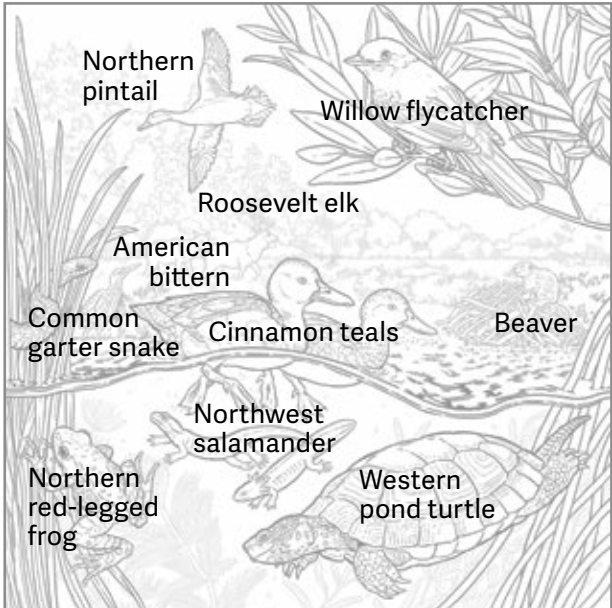 Northern
pintail
Willow flycatcher
Roosevelt elk
American
bittern
Common
garter snake
Cinnamon teals
Beaver
Northwest
salamander
Northern
red-legged
frog
Western
pond turtle